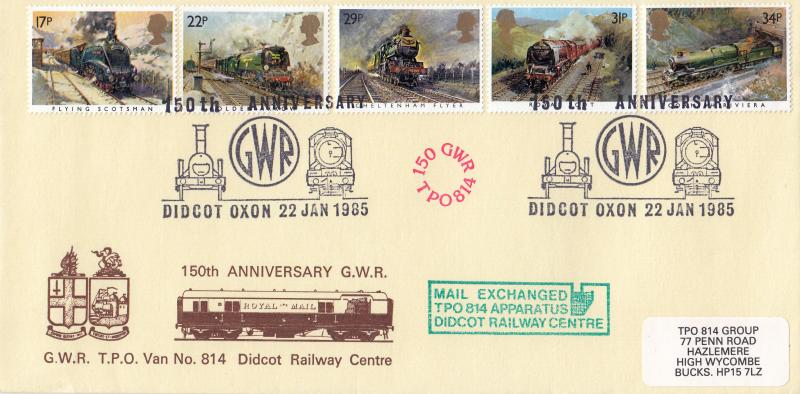 17P
22P
29P
31P
34P
FLYING SCOTSMAN
CHELTENHAM FLYER
150th ANNIVERSARY
GWR
DIDCOT OXON 22 JAN 1985
150th ANNIVERSARY
GWR
DIDCOT OXON 22 JAN 1985
150 GWR
TPO 814
150th ANNIVERSARY G.W.R.
ROYAL MAIL
G.W.R. T.P.O. Van No. 814 Didcot Railway Centre
MAIL EXCHANGED
TPO 814 APPARATUS
DIDCOT RAILWAY CENTRE
TPO 814 GROUP
77 PENN ROAD
HAZLEMERE
HIGH WYCOMBE
BUCKS. HP15 7LZ